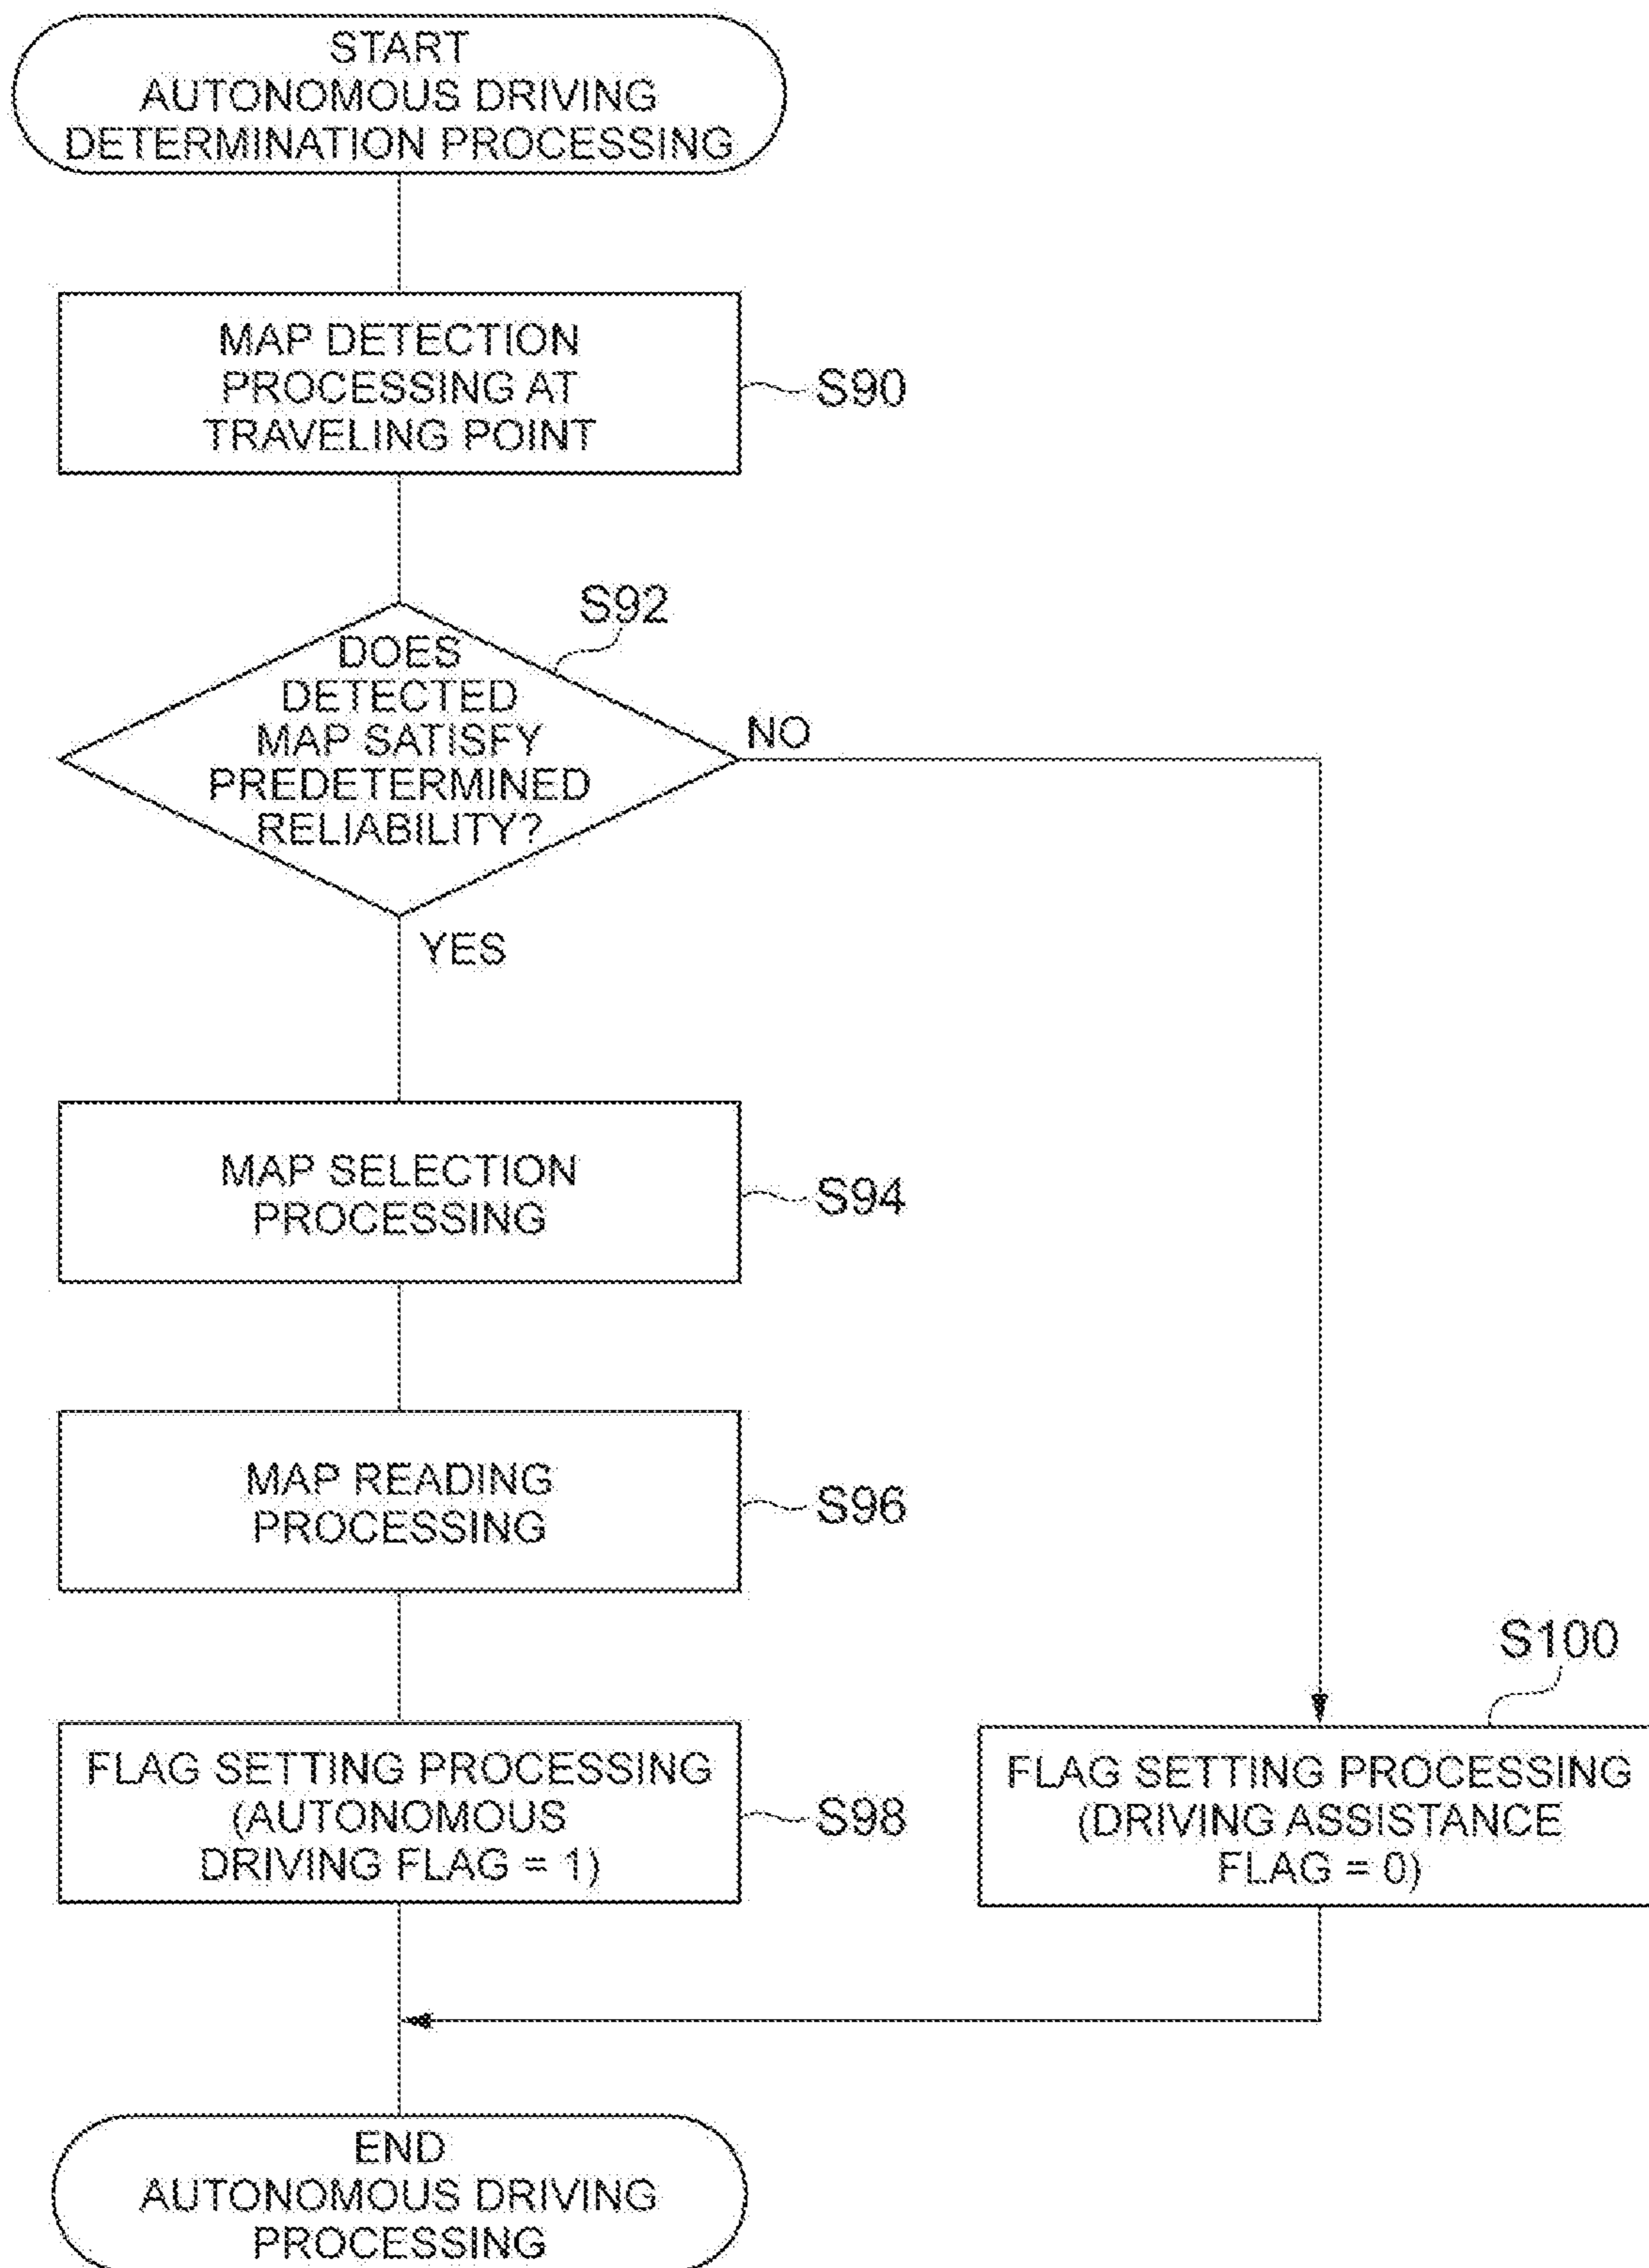 START
AUTONOMOUS DRIVING
DETERMINATION PROCESSING
MAP DETECTION
PROCESSING AT
TRAVELING POINT
S90
S92
DOES
DETECTED
MAP SATISFY
PREDETERMINED
RELIABILITY?
NO
YES
MAP SELECTION
PROCESSING
S94
MAP READING
PROCESSING
S96
FLAG SETTING PROCESSING
(AUTONOMOUS
DRIVING FLAG = 1)
S98
S100
FLAG SETTING PROCESSING
(DRIVING ASSISTANCE
FLAG = 0)
END
AUTONOMOUS DRIVING
PROCESSING